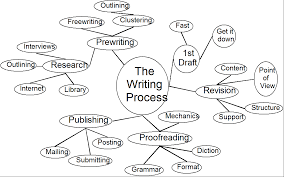 Outlining
Freewriting
Clustering
Prewriting
Fast
Get it
down
1st
Draft
Interviews
Outlining
Research
Internet
Library
The
Writing
Process
Content
Point
of
View
Revision
Structure
Support
Publishing
Mechanics
Posting
Mailing
Submitting
Proofreading
Diction
Grammar
Format